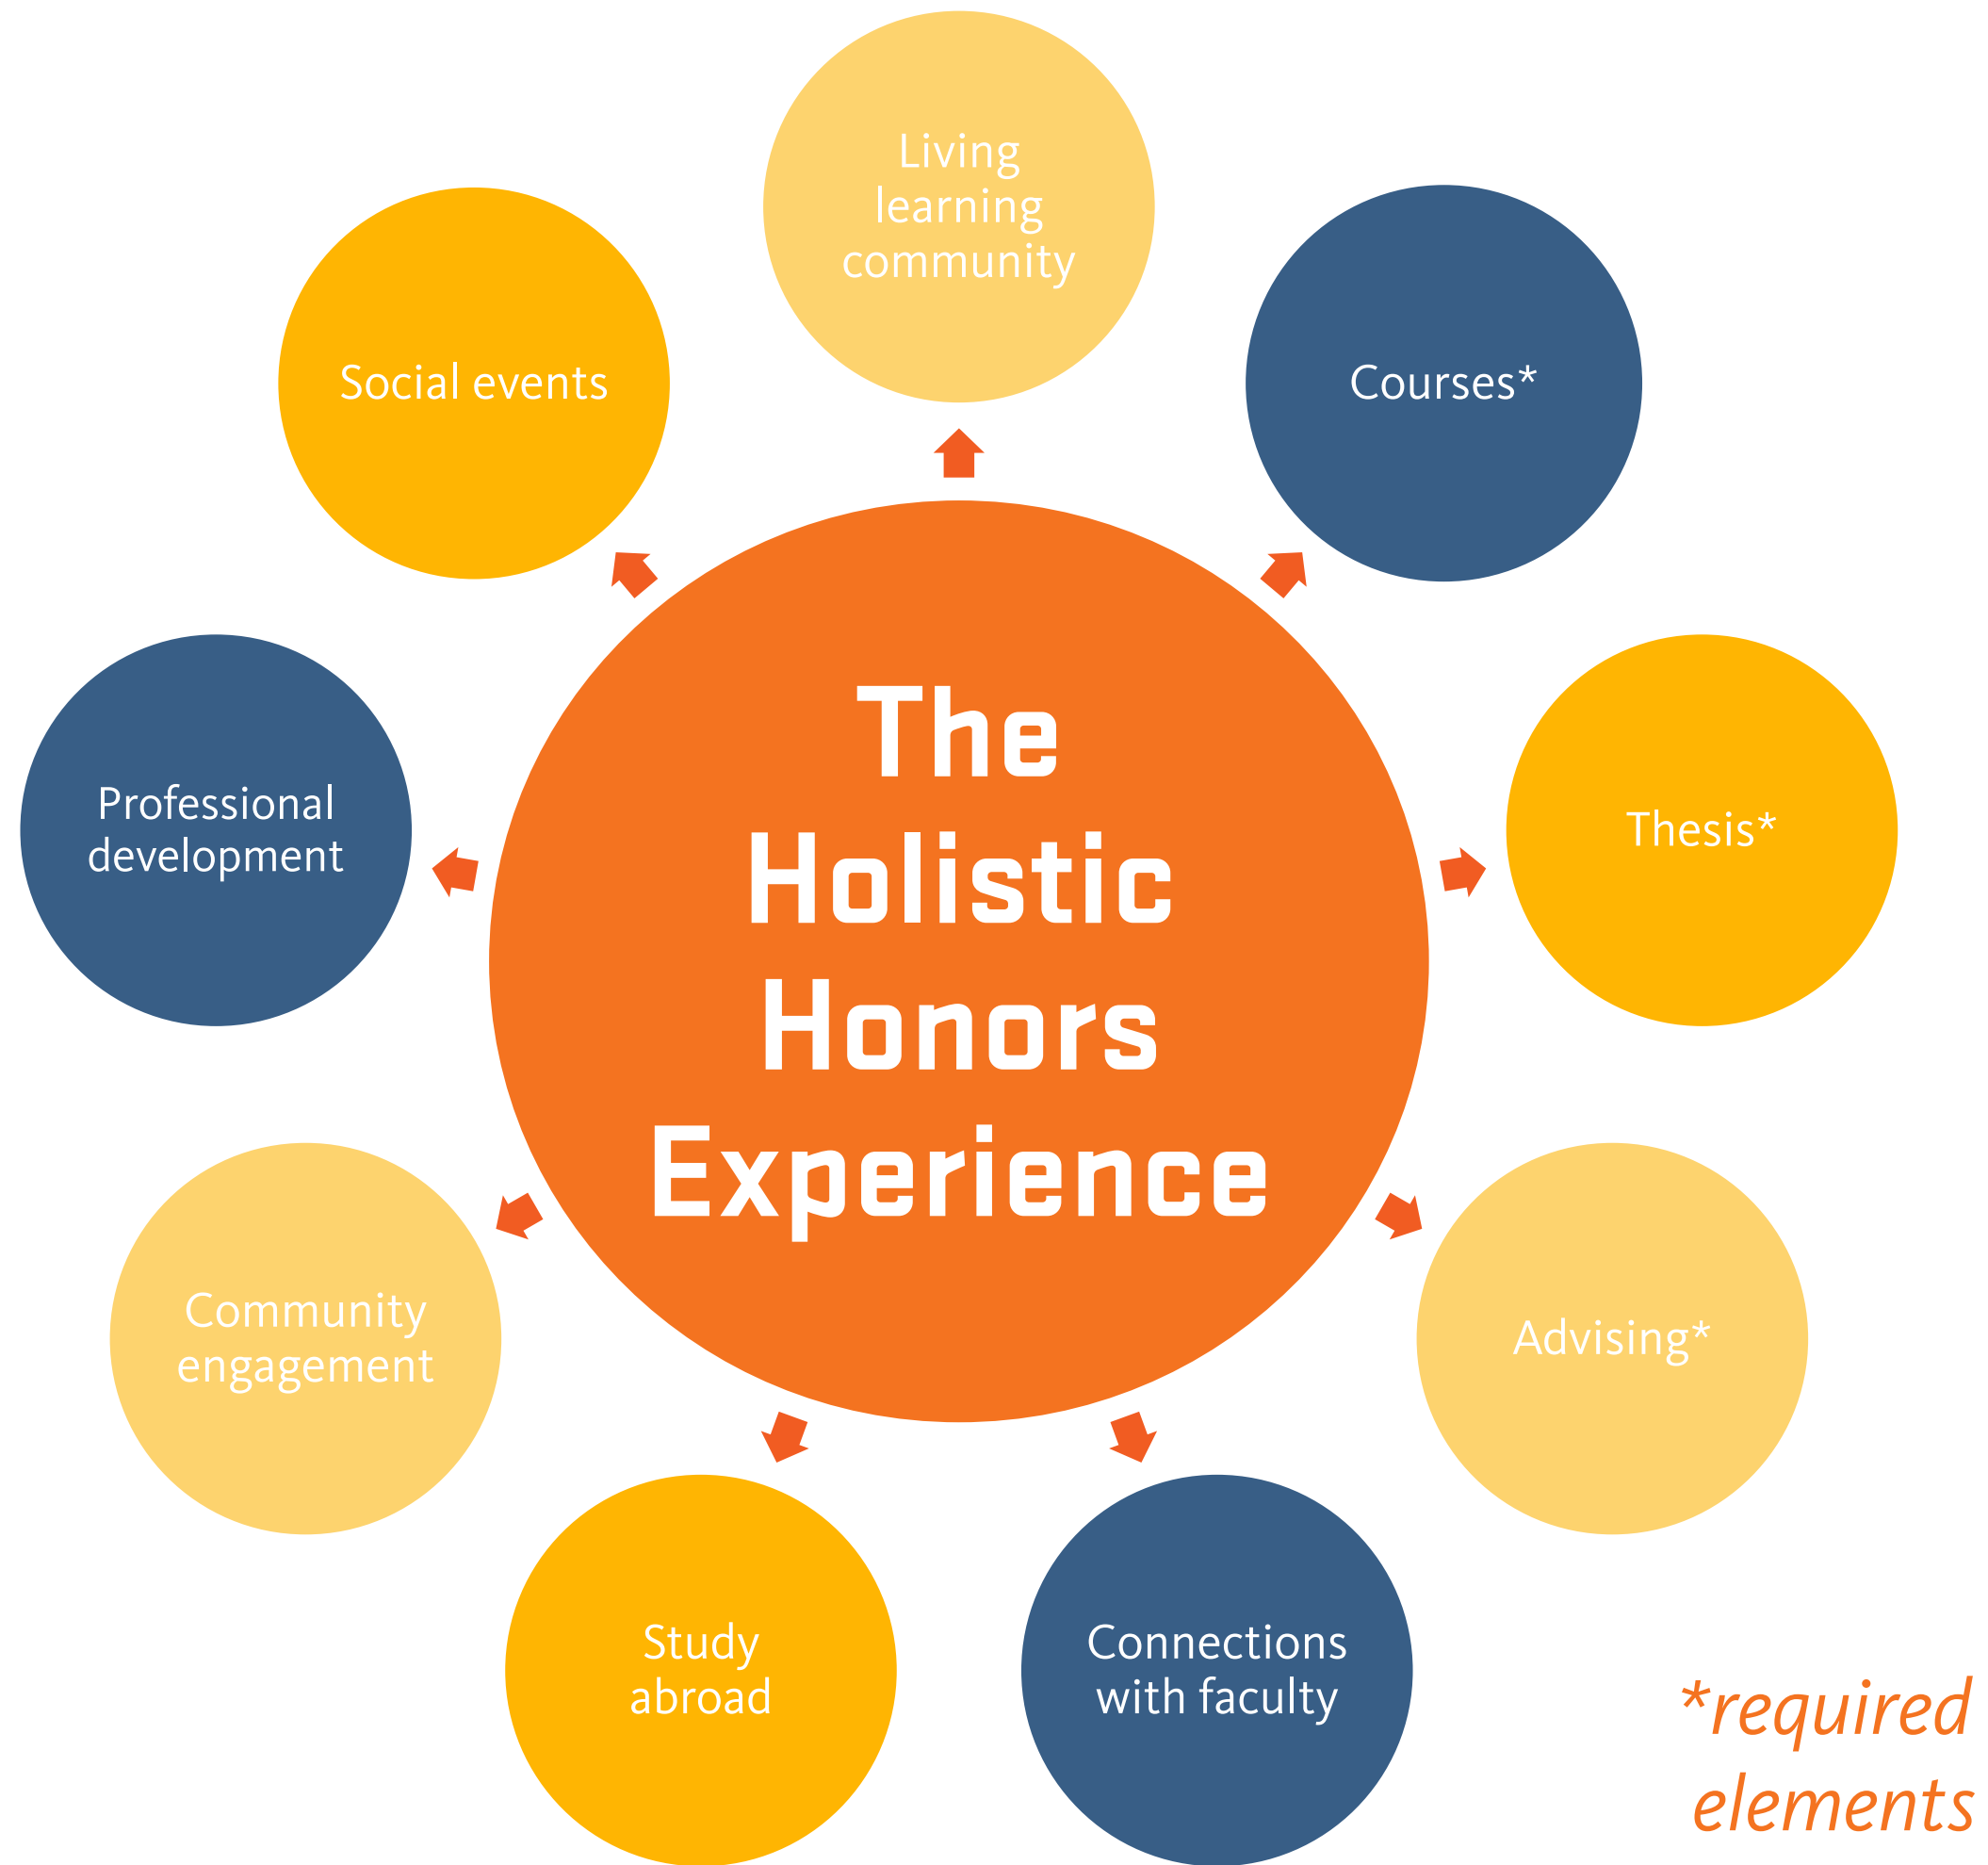 Living
learning
community
Courses*
Thesis*
Advising*
Connections
with faculty
Study
abroad
Community
engagement
Professional
development
Social events
The
Holistic
Honors
Experience
*required
elements